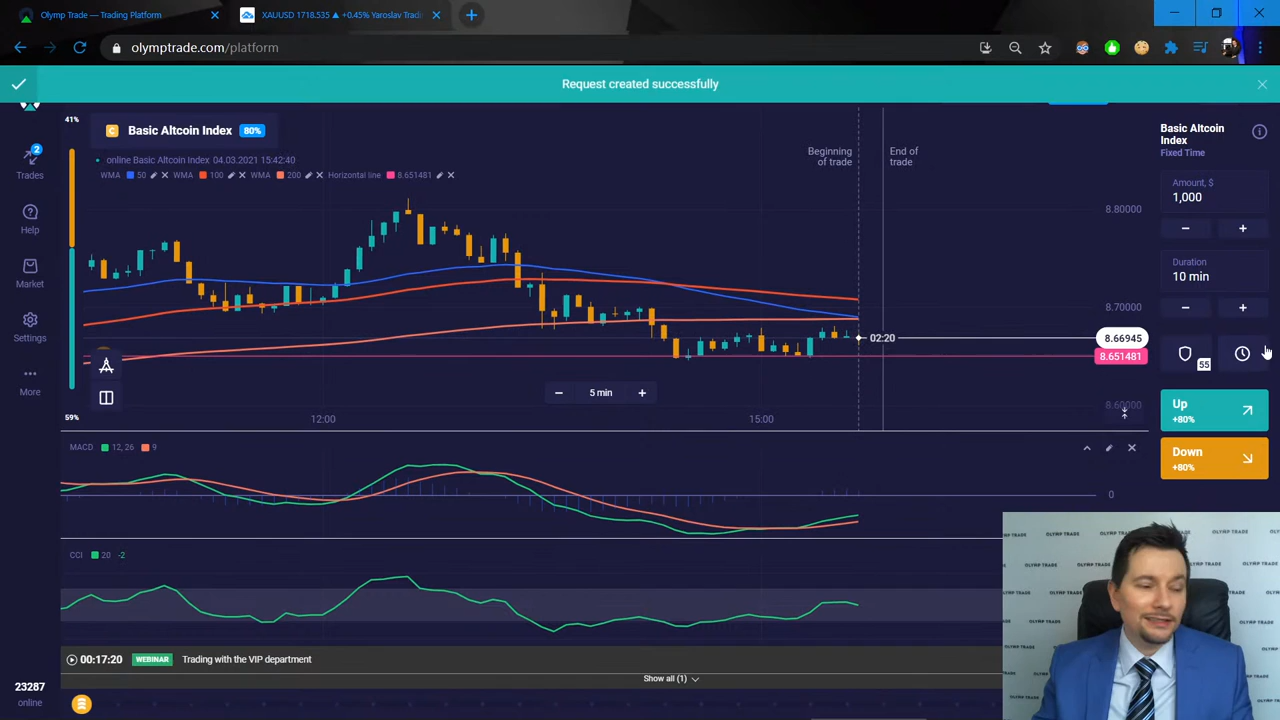 Olymp Trade — Trading Platform
XAUUSD 1718.535 ▲ +0.45% Yaroslav Tradi
olymptrade.com/platform
Request created successfully
41%
Basic Altcoin Index 80%
online Basic Altcoin Index 04.03.2021 15:42:40
WMA 50 WMA 100 WMA 200 Horizontal line 8.651481
Beginning of trade
End of trade
8.80000
8.70000
02:20
8.66945
8.651481
8.60000
59%
5 min
12:00
15:00
MACD 12, 26 9
0
CCI 20 -2
00:17:20 WEBINAR Trading with the VIP department
Show all (1)
2
Trades
Help
Market
Settings
More
23287
online
Basic Altcoin
Index
Fixed Time
Amount, $
1,000
Duration
10 min
55
Up
+80%
Down
+80%
OLYMP TRADE